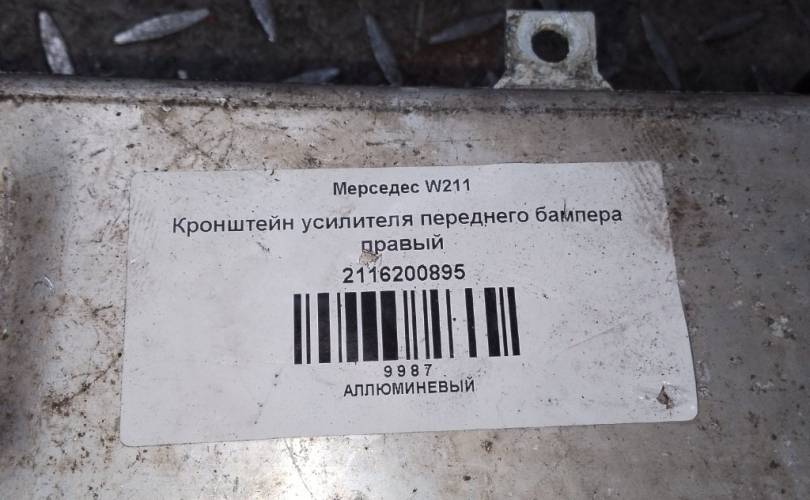 Мерседес W211
Кронштейн усилителя переднего бампера
правый
2116200895
9987
АЛЛЮМИНЕВЫЙ